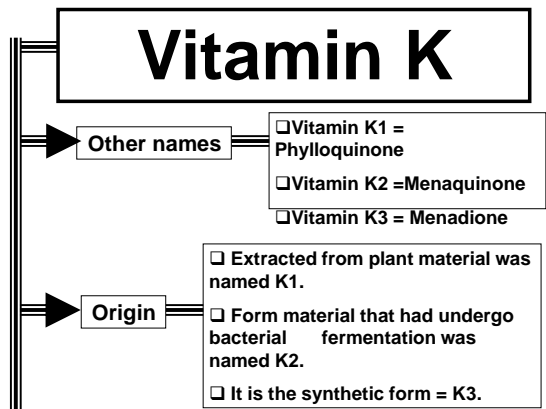 Vitamin K
Other names
❑Vitamin K1 =
Phylloquinone
❑Vitamin K2 =Menaquinone
❑Vitamin K3 = Menadione
Origin
❑ Extracted from plant material was
named K1.
❑ Form material that had undergo
bacterial fermentation was
named K2.
❑ It is the synthetic form = K3.